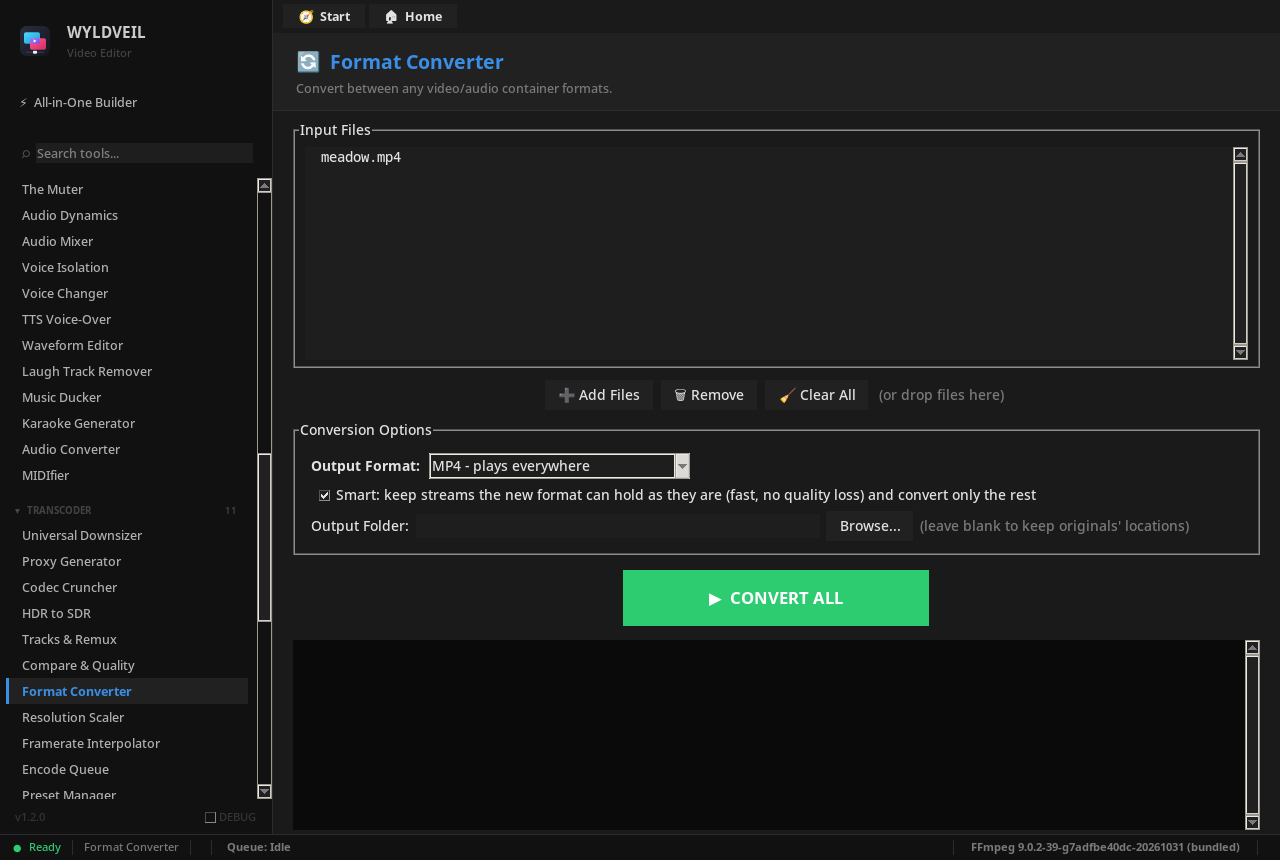 WYLDVEIL
Video Editor
⚡ All-in-One Builder
Search tools...
The Muter
Audio Dynamics
Audio Mixer
Voice Isolation
Voice Changer
TTS Voice-Over
Waveform Editor
Laugh Track Remover
Music Ducker
Karaoke Generator
Audio Converter
MIDIfier
▾ TRANSCODER 11
Universal Downsizer
Proxy Generator
Codec Cruncher
HDR to SDR
Tracks & Remux
Compare & Quality
Format Converter
Resolution Scaler
Framerate Interpolator
Encode Queue
Preset Manager
v1.2.0 DEBUG
Start Home
Format Converter
Convert between any video/audio container formats.
Input Files
meadow.mp4
Add Files Remove Clear All (or drop files here)
Conversion Options
Output Format: MP4 - plays everywhere
Smart: keep streams the new format can hold as they are (fast, no quality loss) and convert only the rest
Output Folder: Browse... (leave blank to keep originals' locations)
▶ CONVERT ALL
● Ready Format Converter Queue: Idle FFmpeg 9.0.2-39-g7adfbe40dc-20261031 (bundled)